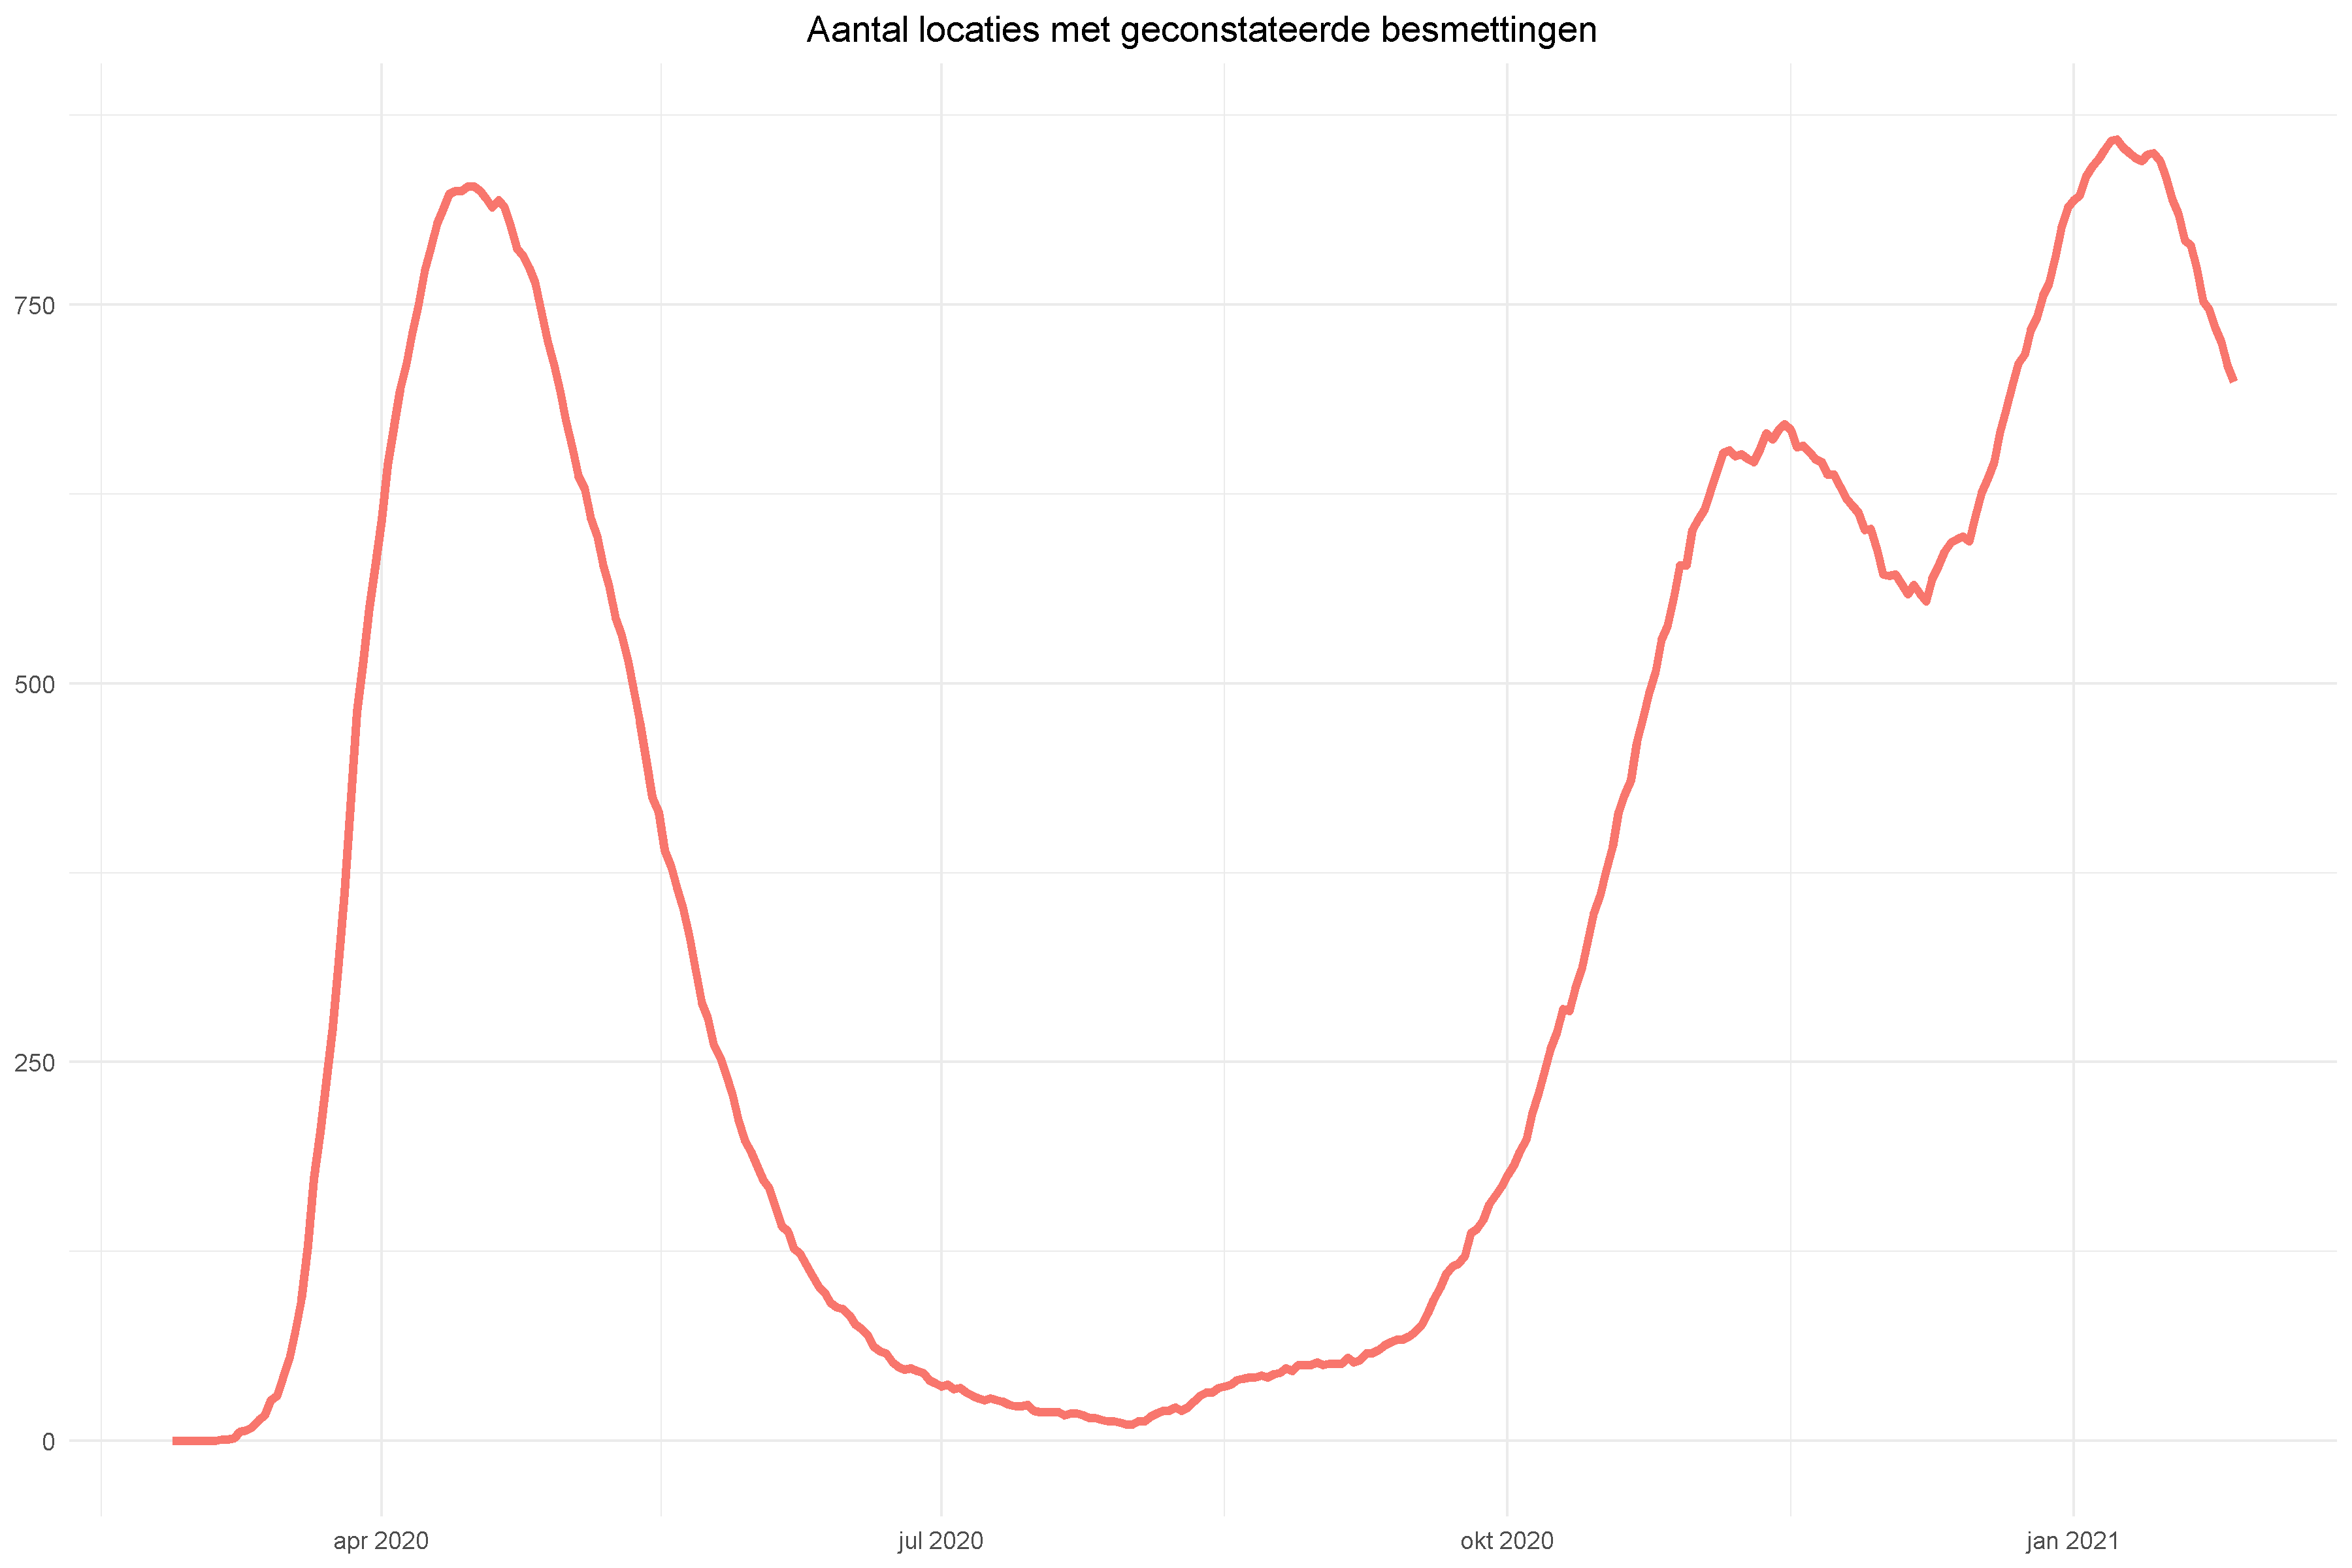 Aantal locaties met geconstateerde besmettingen
750
500
250
0
apr 2020
jul 2020
okt 2020
jan 2021